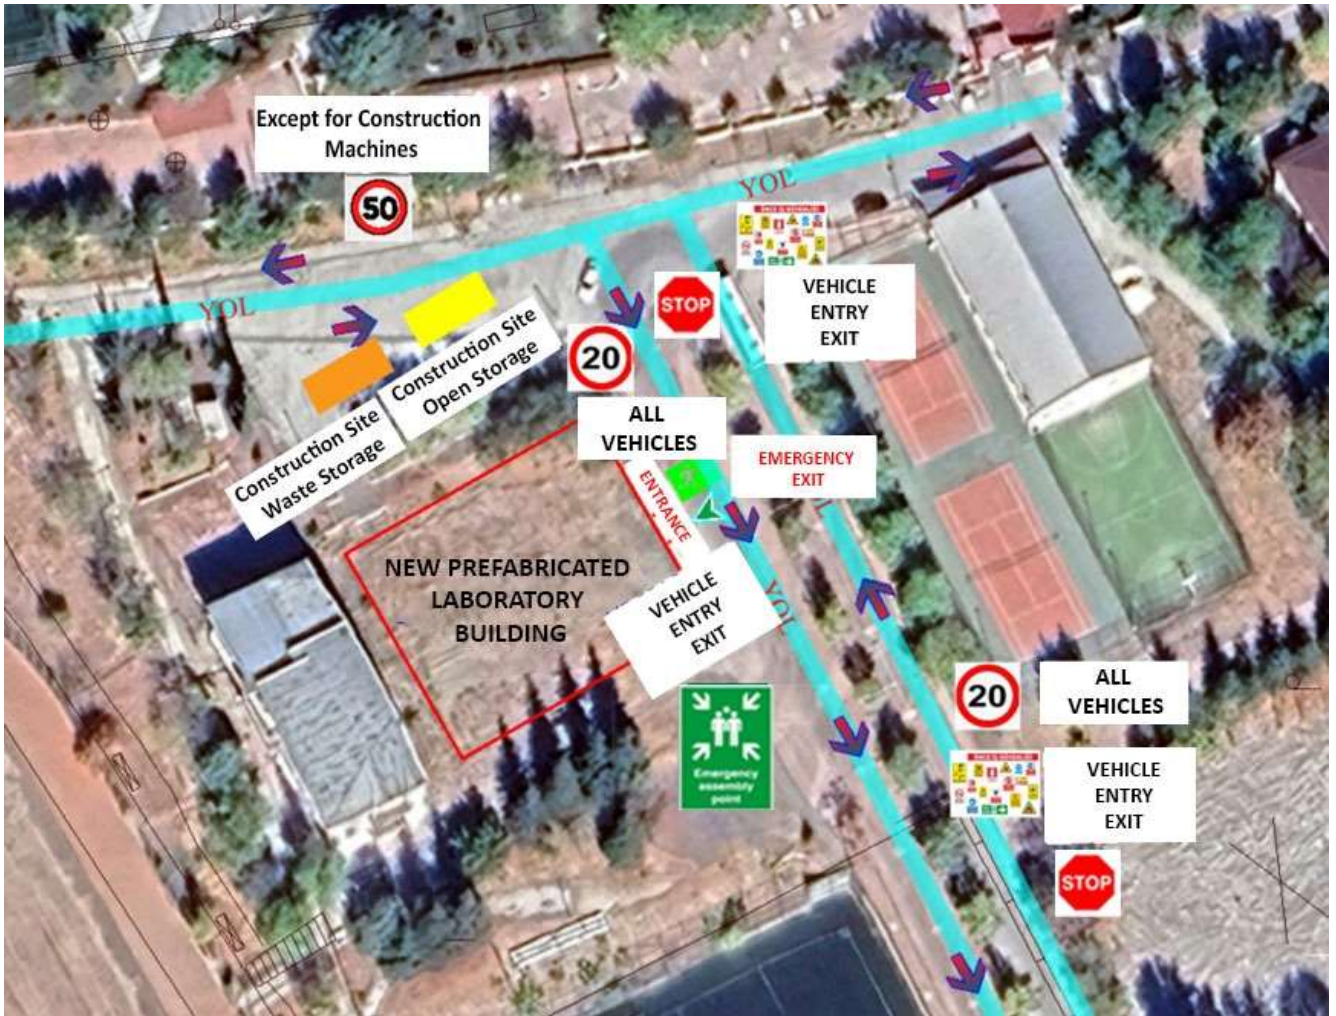 Except for Construction
Machines
50
YOL
YOL
STOP
VEHICLE
ENTRY
EXIT
20
Construction Site
Open Storage
Construction Site
Waste Storage
ALL
VEHICLES
EMERGENCY
EXIT
ENTRANCE
NEW PREFABRICATED
LABORATORY
BUILDING
VEHICLE
ENTRY
EXIT
YOL
Emergency
assembly
point
20
ALL
VEHICLES
VEHICLE
ENTRY
EXIT
STOP